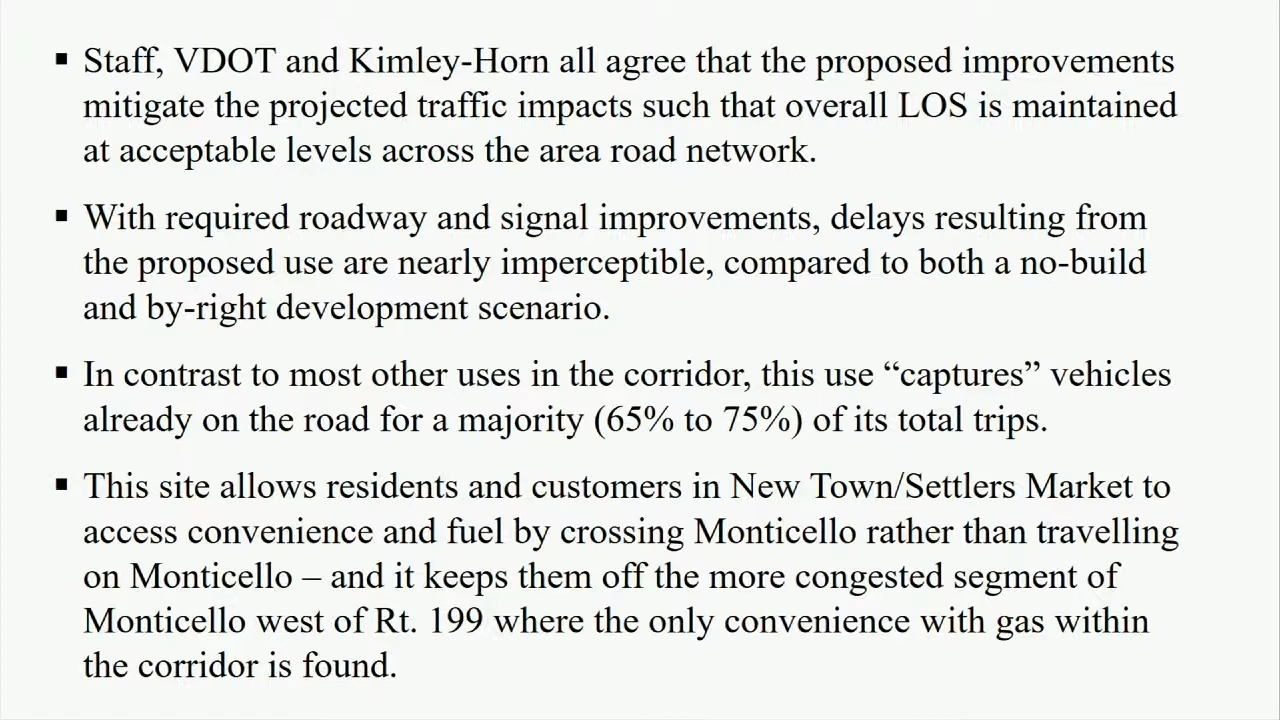 ▪ Staff, VDOT and Kimley-Horn all agree that the proposed improvements
mitigate the projected traffic impacts such that overall LOS is maintained
at acceptable levels across the area road network.
▪ With required roadway and signal improvements, delays resulting from
the proposed use are nearly imperceptible, compared to both a no-build
and by-right development scenario.
▪ In contrast to most other uses in the corridor, this use “captures” vehicles
already on the road for a majority (65% to 75%) of its total trips.
▪ This site allows residents and customers in New Town/Settlers Market to
access convenience and fuel by crossing Monticello rather than travelling
on Monticello – and it keeps them off the more congested segment of
Monticello west of Rt. 199 where the only convenience with gas within
the corridor is found.